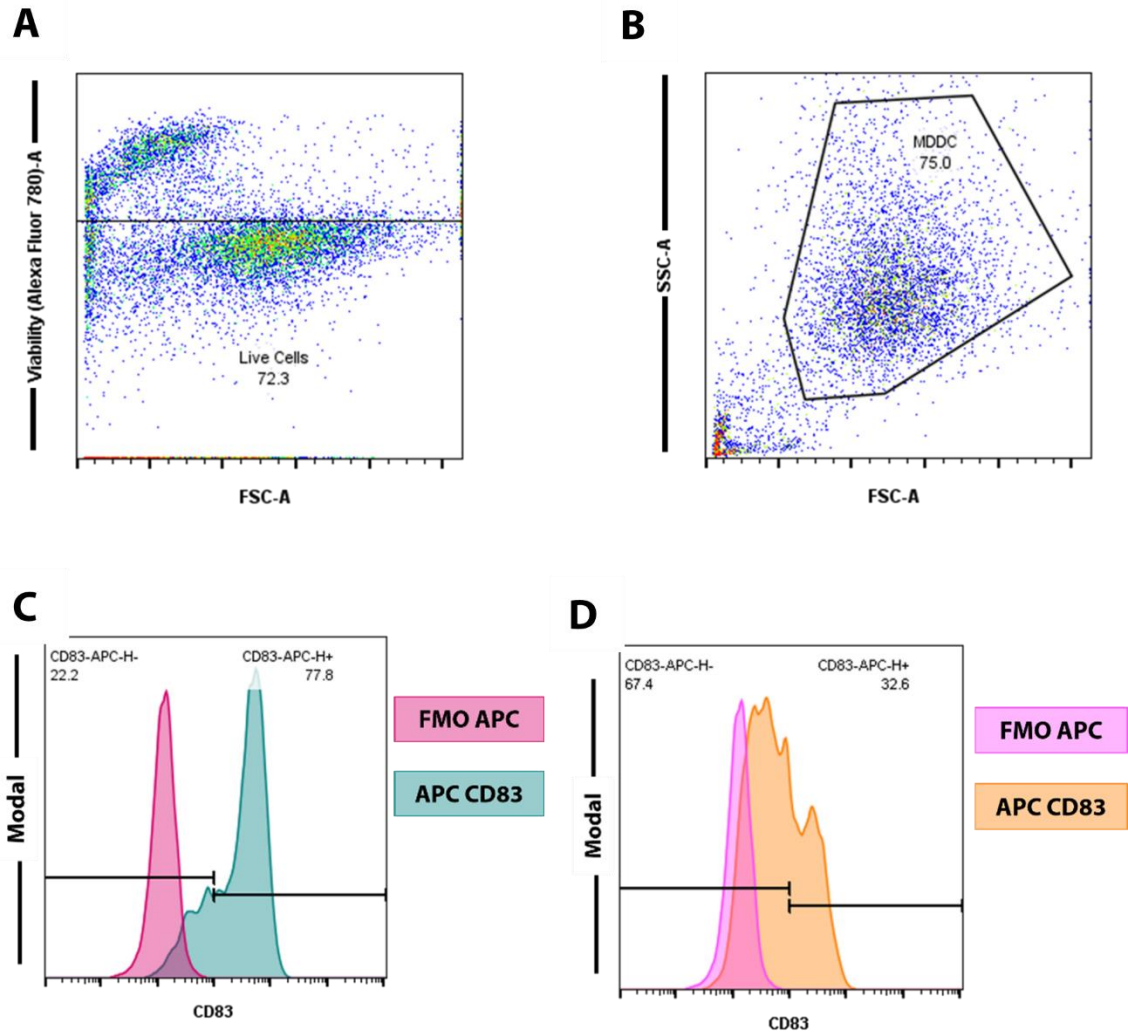 A
Viability (Alexa Fluor 780)-A
Live Cells
72.3
FSC-A
B
SSC-A
MDDC
75.0
FSC-A
C
Modal
CD83-APC-H-
22.2
CD83-APC-H+
77.8
CD83
FMO APC
APC CD83
D
Modal
CD83-APC-H-
67.4
CD83-APC-H+
32.6
CD83
FMO APC
APC CD83